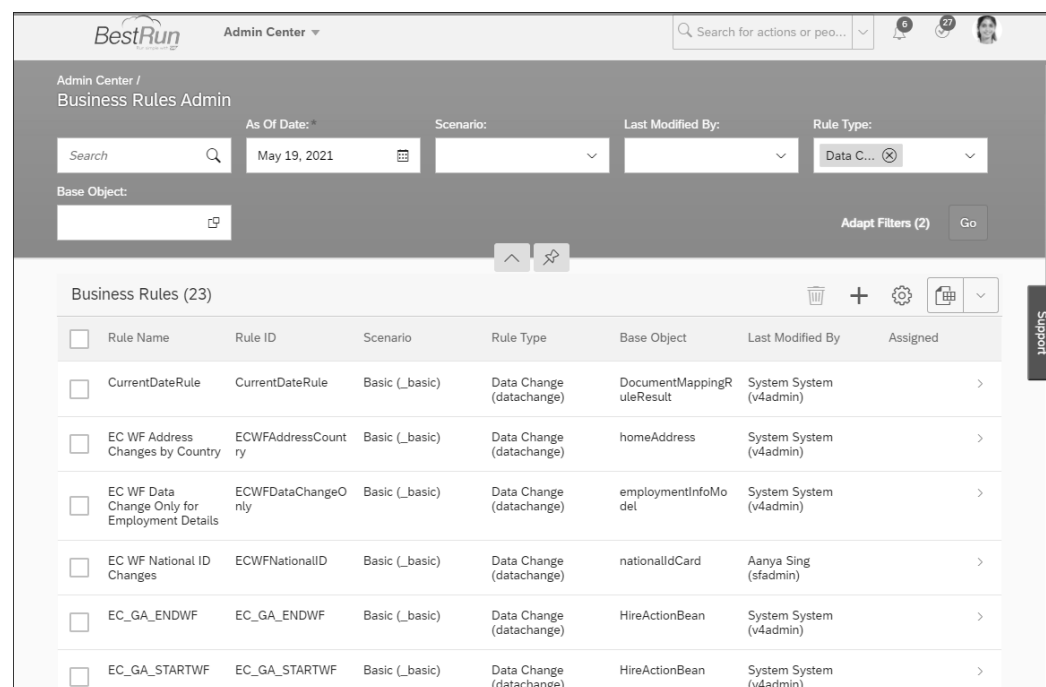 BestRun
Admin Center
Search for actions or peo...
6
27
Admin Center /
Business Rules Admin
As Of Date:*
Scenario:
Last Modified By:
Rule Type:
Search
May 19, 2021
Data C...
Base Object:
Adapt Filters (2)
Go
Business Rules (23)
Support
Rule Name
Rule ID
Scenario
Rule Type
Base Object
Last Modified By
Assigned
CurrentDateRule
CurrentDateRule
Basic (_basic)
Data Change
(datachange)
DocumentMappingR
uleResult
System System
(v4admin)
EC WF Address
Changes by Country
ECWFAddressCount
ry
Basic (_basic)
Data Change
(datachange)
homeAddress
System System
(v4admin)
EC WF Data
Change Only for
Employment Details
ECWFDataChangeO
nly
Basic (_basic)
Data Change
(datachange)
employmentInfoMo
del
System System
(v4admin)
EC WF National ID
Changes
ECWFNationalID
Basic (_basic)
Data Change
(datachange)
nationalIdCard
Aanya Sing
(sfadmin)
EC_GA_ENDWF
EC_GA_ENDWF
Basic (_basic)
Data Change
(datachange)
HireActionBean
System System
(v4admin)
EC_GA_STARTWF
EC_GA_STARTWF
Basic (_basic)
Data Change
(datachange)
HireActionBean
System System
(v4admin)